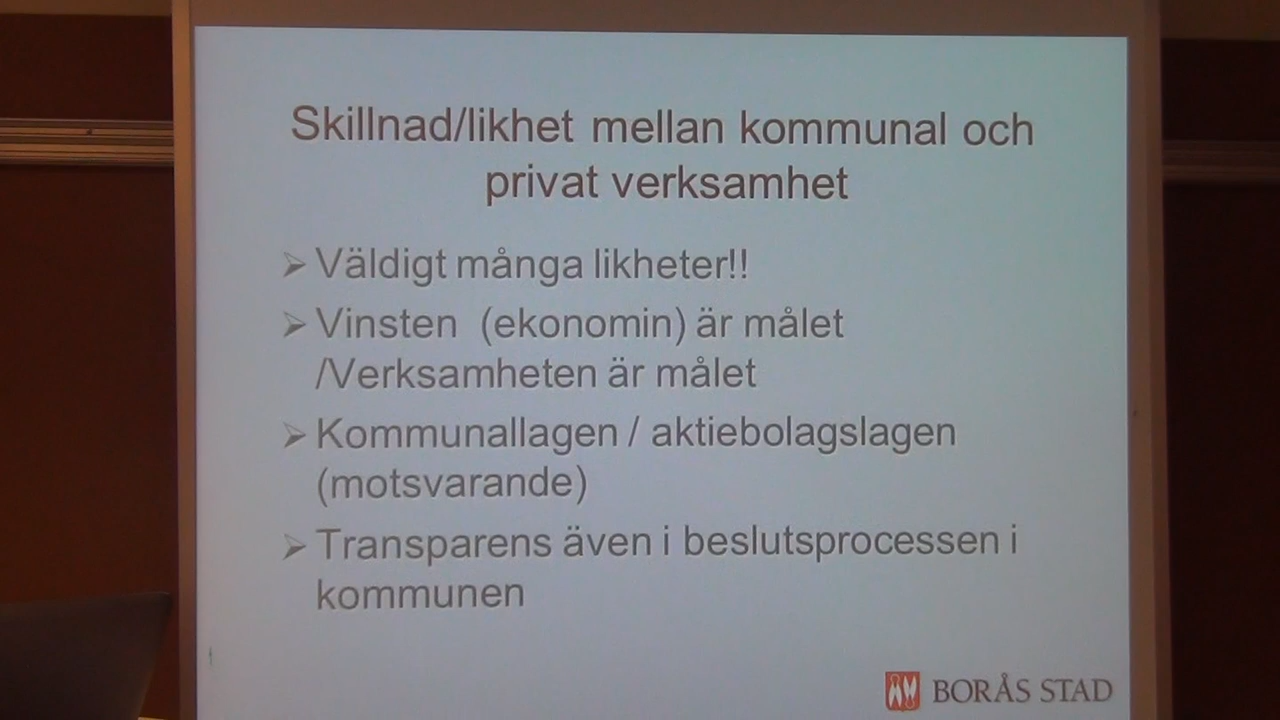 Skillnad/likhet mellan kommunal och
privat verksamhet
➢ Väldigt många likheter!!
➢ Vinsten (ekonomin) är målet
/Verksamheten är målet
➢ Kommunallagen / aktiebolagslagen
(motsvarande)
➢ Transparens även i beslutsprocessen i
kommunen
BORÅS STAD